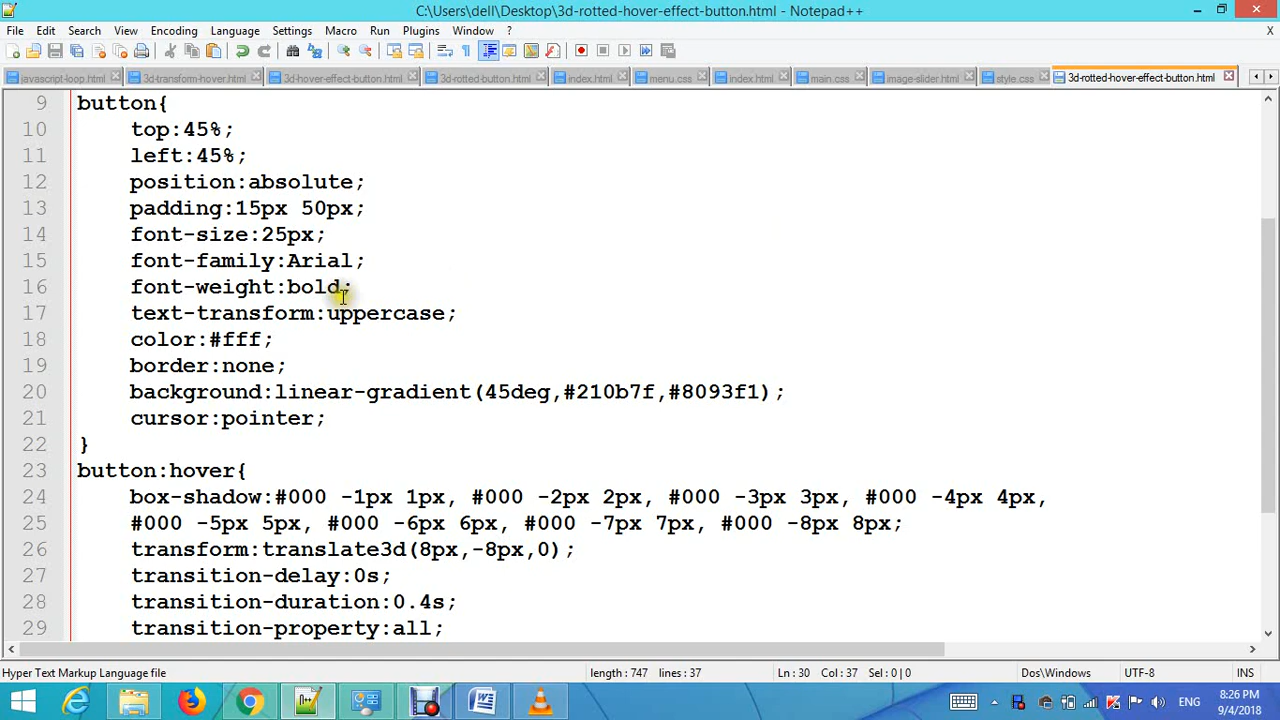 C:\Users\dell\Desktop\3d-rotted-hover-effect-button.html - Notepad++
File Edit Search View Encoding Language Settings Macro Run Plugins Window ? X
javascript-loop.html 3d-transform-hover.html 3d-hover-effect-button.html 3d-rotted-button.html index.html menu.css index.html main.css image-slider.html style.css 3d-rotted-hover-effect-button.html
9 button{
10 top:45%;
11 left:45%;
12 position:absolute;
13 padding:15px 50px;
14 font-size:25px;
15 font-family:Arial;
16 font-weight:bold;
17 text-transform:uppercase;
18 color:#fff;
19 border:none;
20 background:linear-gradient(45deg,#210b7f,#8093f1);
21 cursor:pointer;
22 }
23 button:hover{
24 box-shadow:#000 -1px 1px, #000 -2px 2px, #000 -3px 3px, #000 -4px 4px,
25 #000 -5px 5px, #000 -6px 6px, #000 -7px 7px, #000 -8px 8px;
26 transform:translate3d(8px,-8px,0);
27 transition-delay:0s;
28 transition-duration:0.4s;
29 transition-property:all;
Hyper Text Markup Language file length : 747 lines : 37 Ln : 30 Col : 37 Sel : 0 | 0 Dos\Windows UTF-8 INS
ENG
8:26 PM
9/4/2018